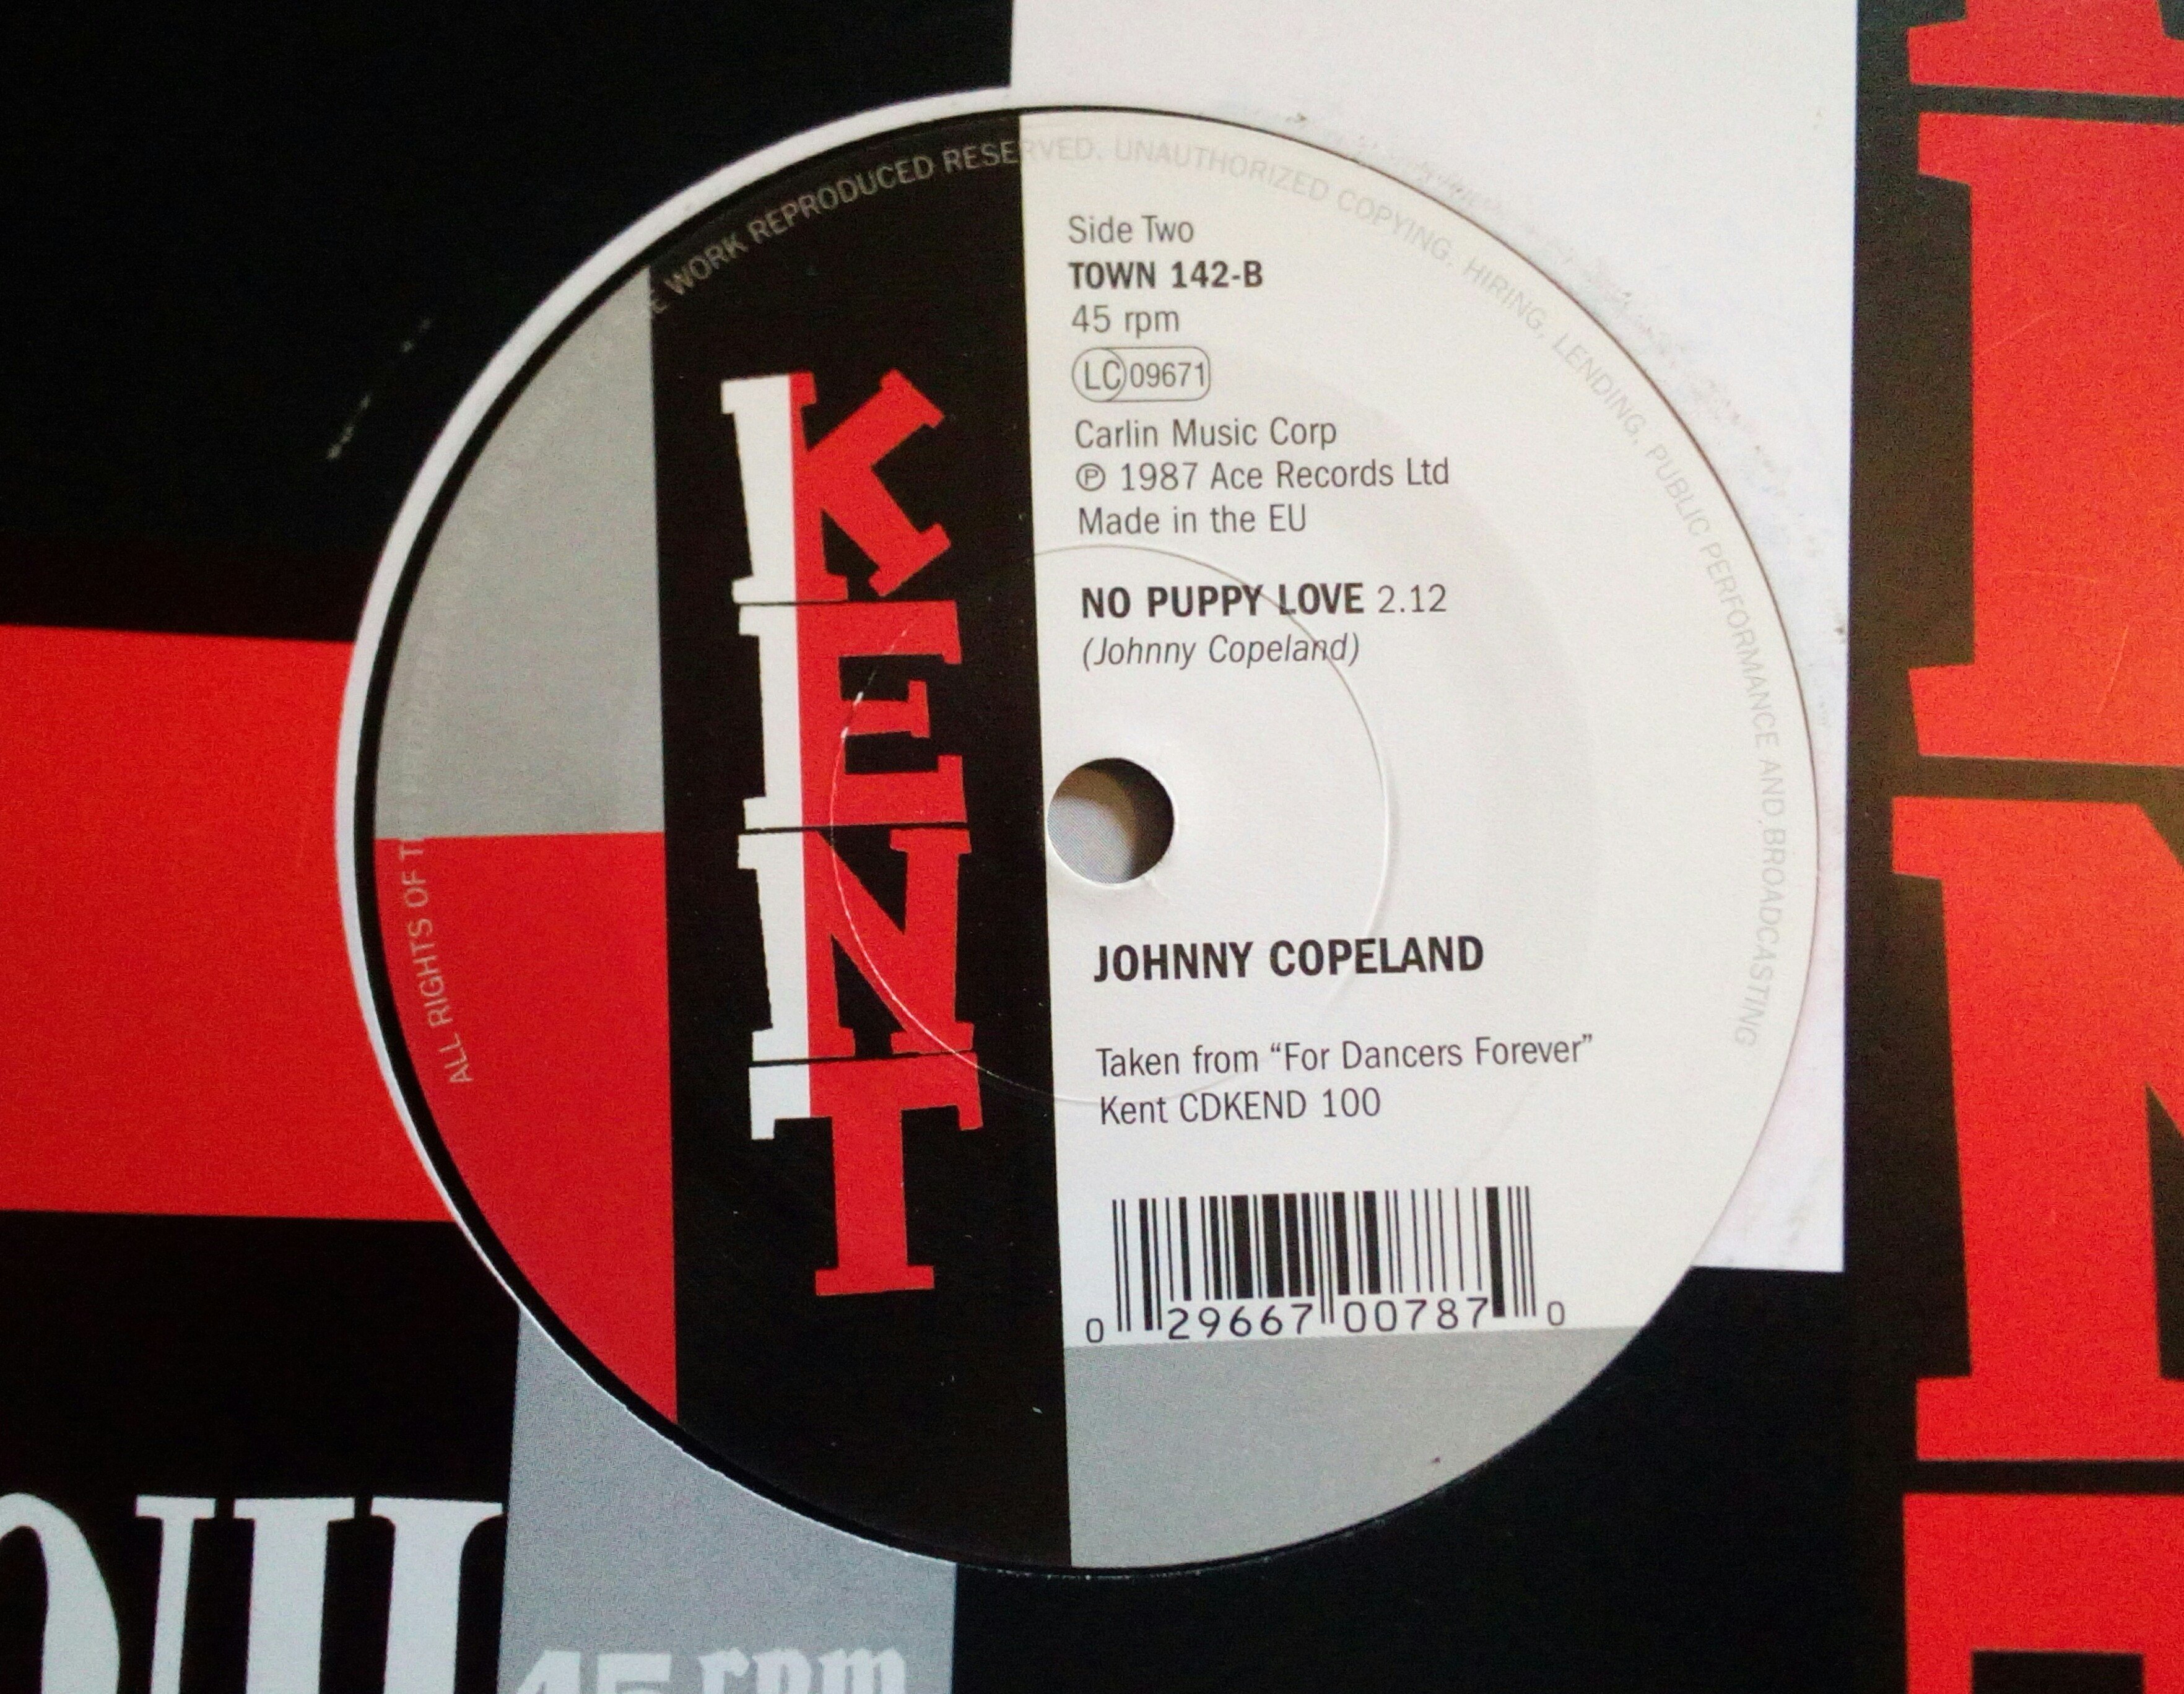 ALL RIGHTS OF T
E WORK REPRODUCED RESERVED. UNAUTHORIZED COPYING, HIRING, LENDING, PUBLIC PERFORMANCE AND BROADCASTING
KENT
Side Two
TOWN 142-B
45 rpm
LC 09671
Carlin Music Corp
℗ 1987 Ace Records Ltd
Made in the EU
NO PUPPY LOVE 2.12
(Johnny Copeland)
JOHNNY COPELAND
Taken from “For Dancers Forever”
Kent CDKEND 100
0 29667 00787 0
45 rpm